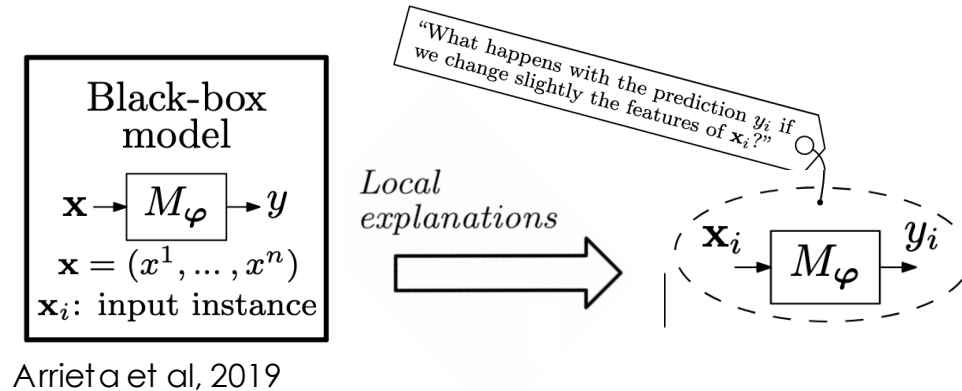 Black-box
model
x → M_φ → y
x = (x¹, … , xⁿ)
xᵢ: input instance
Arrieta et al, 2019
Local
explanations
“What happens with the prediction yᵢ if
we change slightly the features of xᵢ?”
xᵢ → M_φ → yᵢ